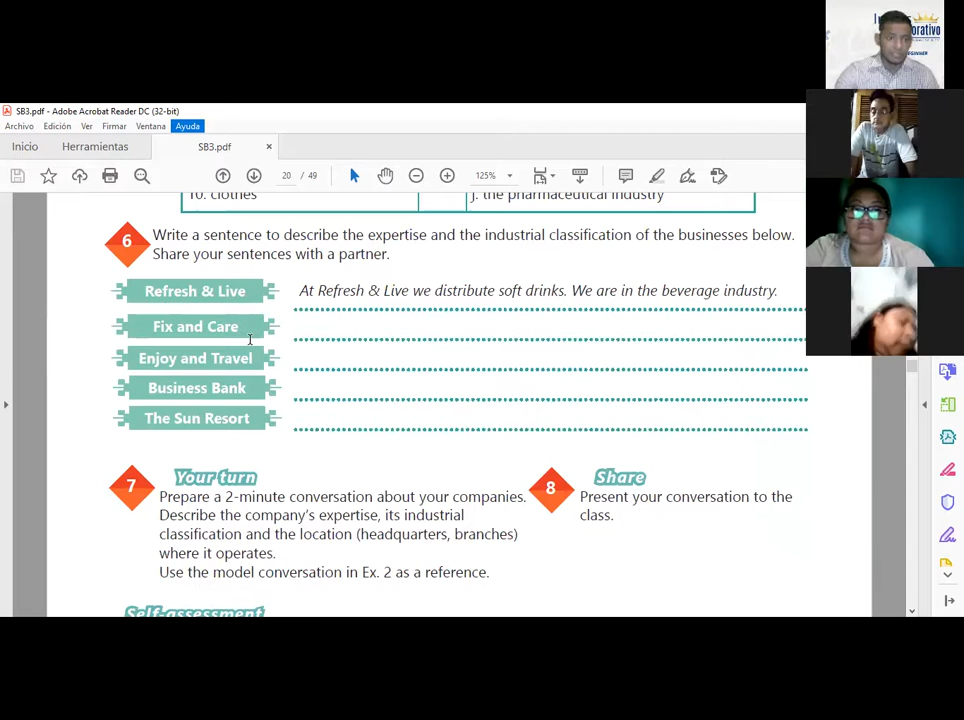 SB3.pdf - Adobe Acrobat Reader DC (32-bit)
Archivo Edición Ver Firmar Ventana Ayuda
Inicio Herramientas SB3.pdf ×
20 / 49 125%
10. clothes J. the pharmaceutical industry
6 Write a sentence to describe the expertise and the industrial classification of the businesses below.
Share your sentences with a partner.
Refresh & Live At Refresh & Live we distribute soft drinks. We are in the beverage industry.
Fix and Care
Enjoy and Travel
Business Bank
The Sun Resort
7 Your turn
Prepare a 2-minute conversation about your companies.
Describe the company's expertise, its industrial
classification and the location (headquarters, branches)
where it operates.
Use the model conversation in Ex. 2 as a reference.
8 Share
Present your conversation to the
class.
Self-assessment